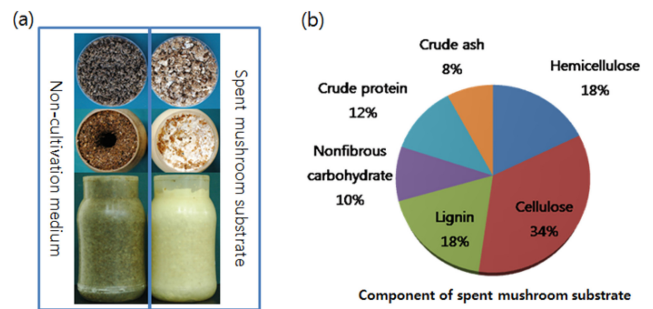 (a)
Non-cultivation medium
Spent mushroom substrate
(b)
Crude ash
8%
Hemicellulose
18%
Crude protein
12%
Nonfibrous
carbohydrate
10%
Lignin
18%
Cellulose
34%
Component of spent mushroom substrate